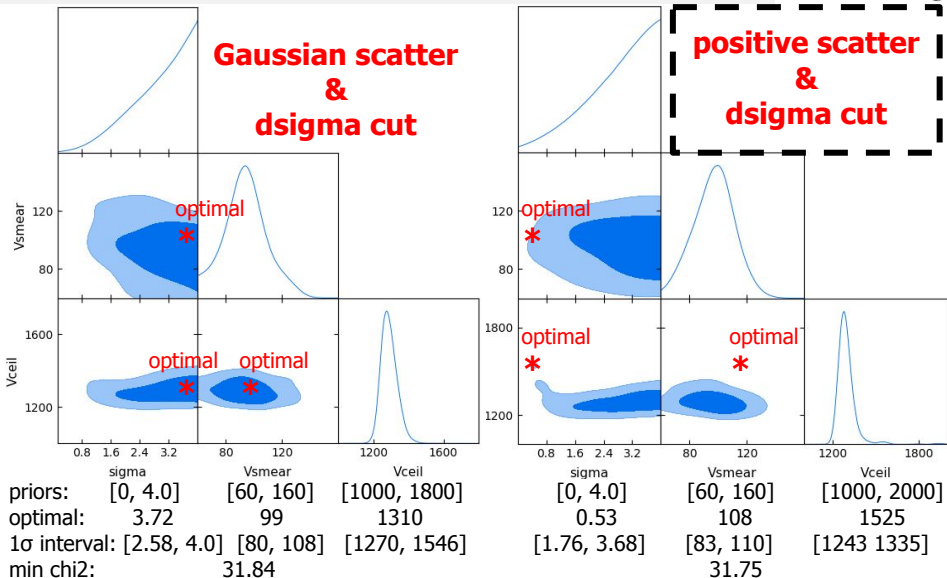 Gaussian scatter
&
dsigma cut
positive scatter
&
dsigma cut
Vsmear
120
80
optimal
*
120
80
optimal
*
Vceil
1600
1200
optimal
*
optimal
*
1800
1200
optimal
*
optimal
*
0.8 1.6 2.4 3.2
80 120
1200 1600
0.8 1.6 2.4 3.2
80 120
1200 2000
sigma Vsmear Vceil
sigma Vsmear Vceil
priors: [0, 4.0] [60, 160] [1000, 1800] [0, 4.0] [60, 160] [1000, 2000]
optimal: 3.72 99 1310 0.53 108 1525
1σ interval: [2.58, 4.0] [80, 108] [1270, 1546] [1.76, 3.68] [83, 110] [1243 1335]
min chi2: 31.84 31.75